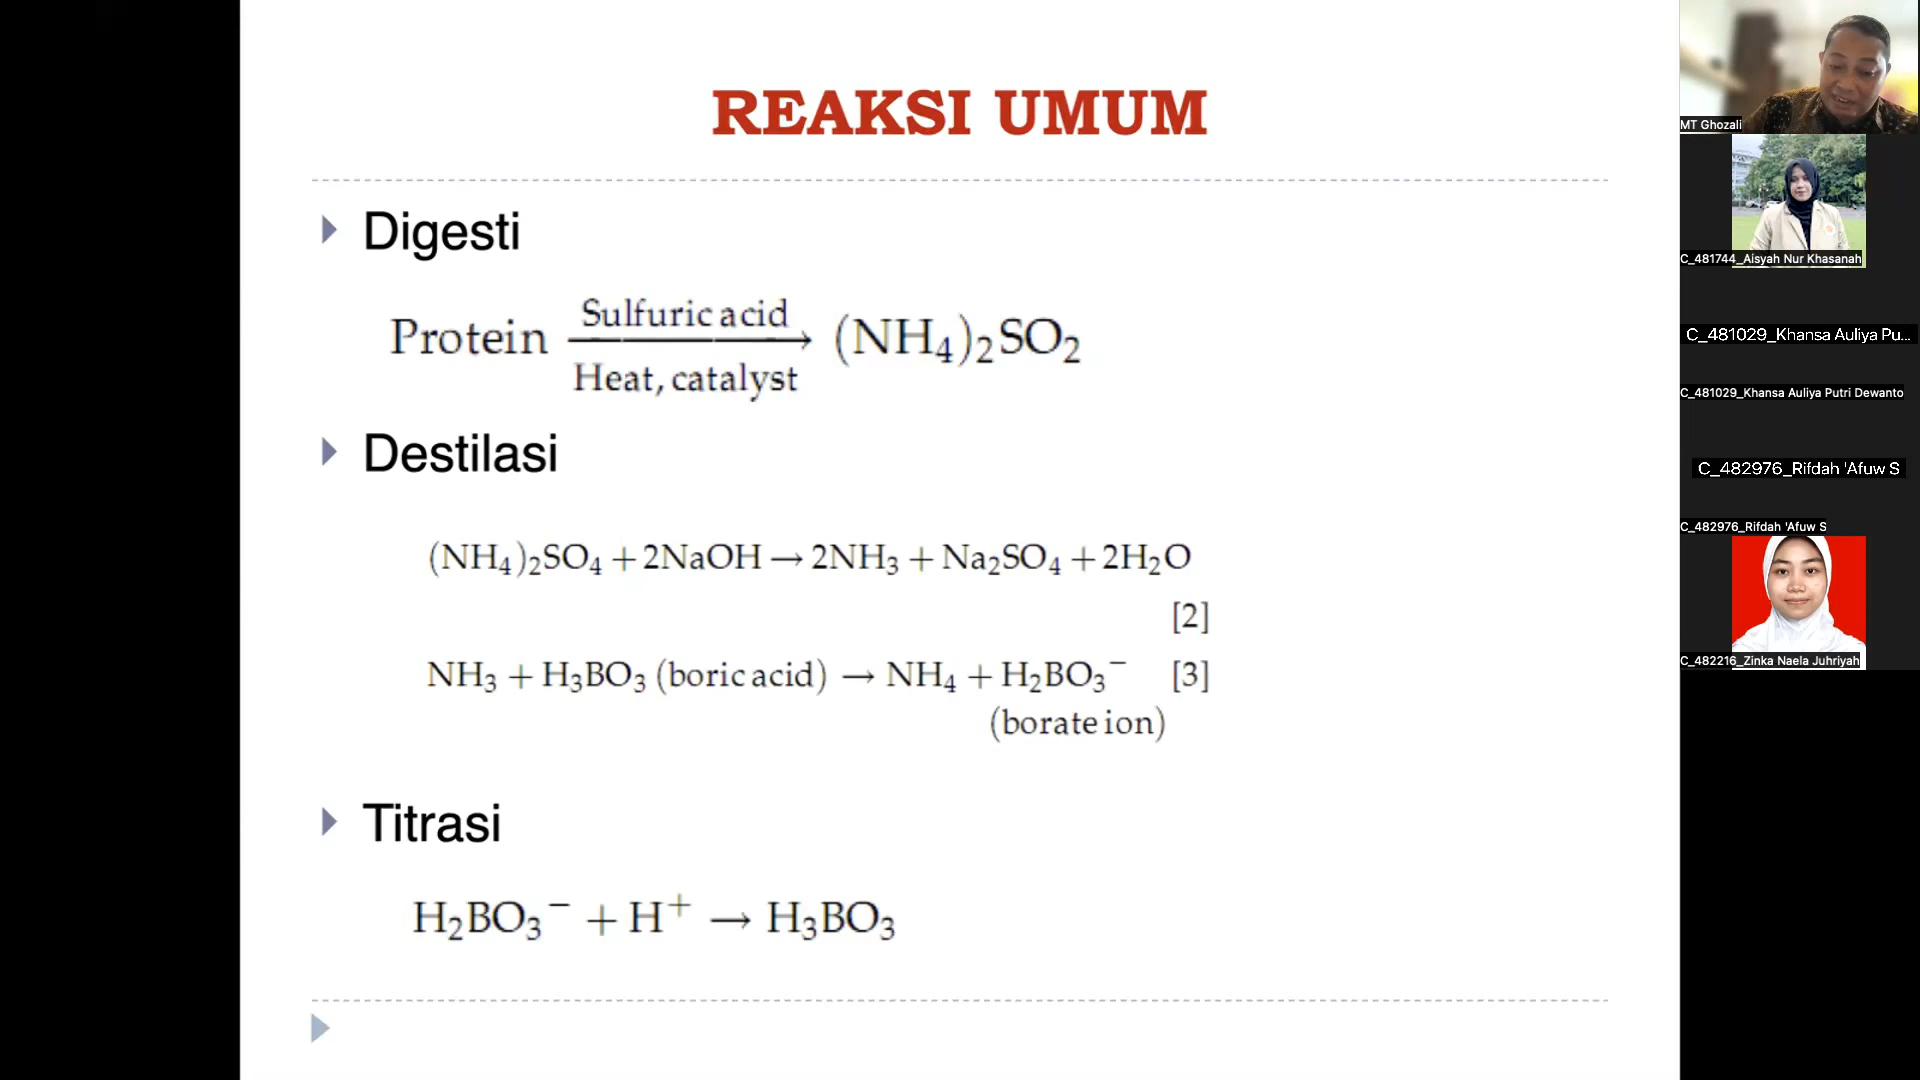 REAKSI UMUM
Digesti
Protein Sulfuric acid Heat, catalyst → (NH₄)₂SO₂
Destilasi
(NH₄)₂SO₄ + 2NaOH → 2NH₃ + Na₂SO₄ + 2H₂O
[2]
NH₃ + H₃BO₃ (boric acid) → NH₄ + H₂BO₃⁻ [3]
(borate ion)
Titrasi
H₂BO₃⁻ + H⁺ → H₃BO₃
MT Ghozali
C_481744_Aisyah Nur Khasanah
C_481029_Khansa Auliya Pu...
C_481029_Khansa Auliya Putri Dewanto
C_482976_Rifdah 'Afuw S
C_482976_Rifdah 'Afuw S
C_482216_Zinka Naela Juhriyah